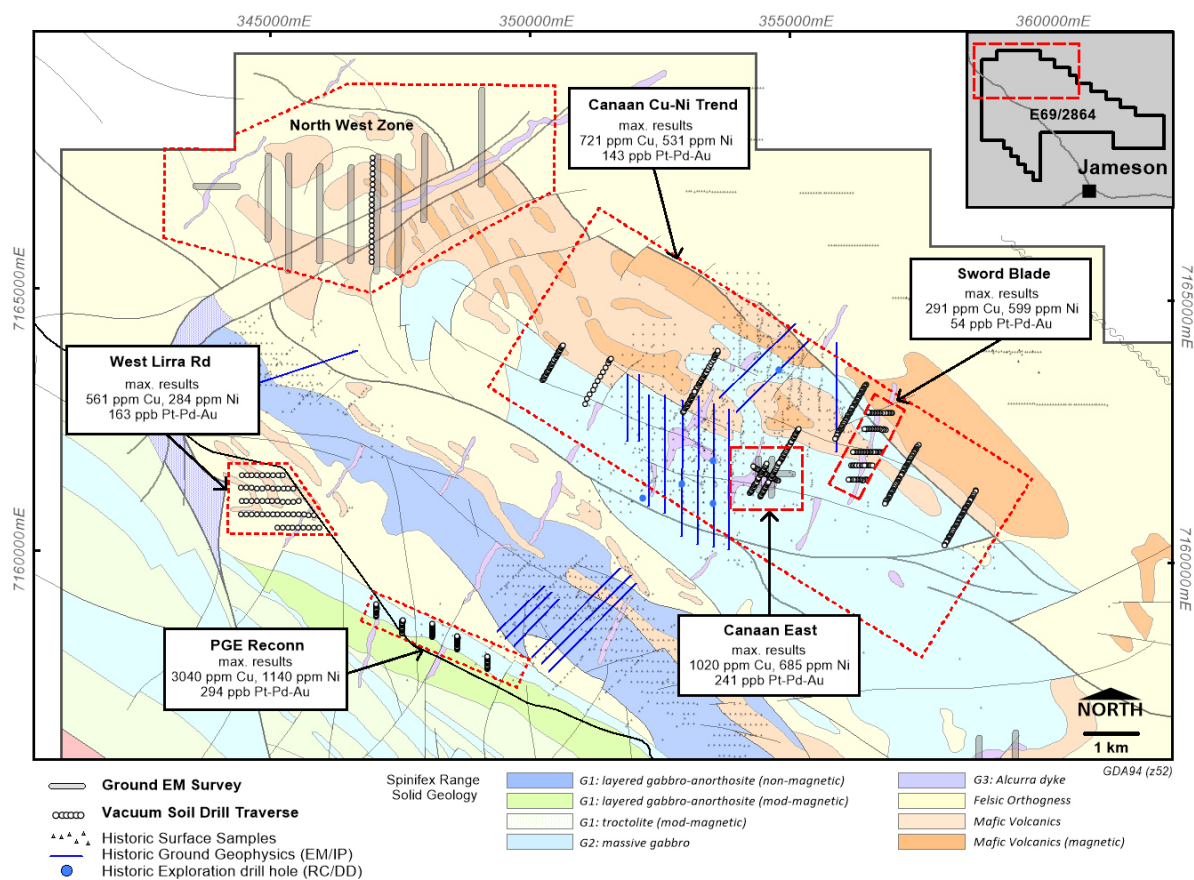 345000mE
350000mE
355000mE
360000mE
North West Zone
Canaan Cu-Ni Trend
max. results
721 ppm Cu, 531 ppm Ni
143 ppb Pt-Pd-Au
E69/2864
Jameson
7165000mE
7165000mE
Sword Blade
max. results
291 ppm Cu, 599 ppm Ni
54 ppb Pt-Pd-Au
West Lirra Rd
max. results
561 ppm Cu, 284 ppm Ni
163 ppb Pt-Pd-Au
7160000mE
7160000mE
PGE Reconn
max. results
3040 ppm Cu, 1140 ppm Ni
294 ppb Pt-Pd-Au
Canaan East
max. results
1020 ppm Cu, 685 ppm Ni
241 ppb Pt-Pd-Au
NORTH
1 km
GDA94 (z52)
Ground EM Survey
Vacuum Soil Drill Traverse
Historic Surface Samples
Historic Ground Geophysics (EM/IP)
Historic Exploration drill hole (RC/DD)
Spinifex Range
Solid Geology
G1: layered gabbro-anorthosite (non-magnetic)
G1: layered gabbro-anorthosite (mod-magnetic)
G1: troctolite (mod-magnetic)
G2: massive gabbro
G3: Alcurra dyke
Felsic Orthogness
Mafic Volcanics
Mafic Volcanics (magnetic)